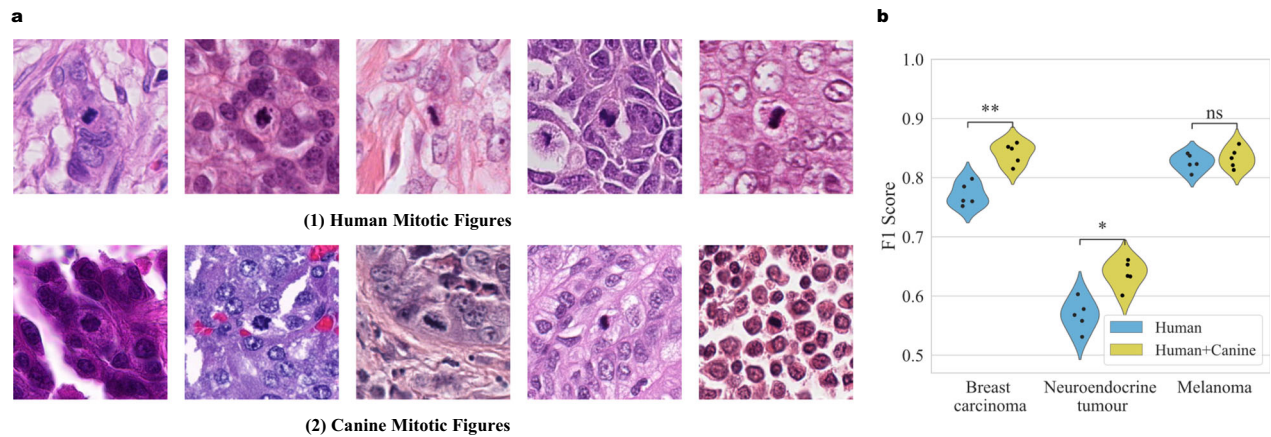 a
(1) Human Mitotic Figures
(2) Canine Mitotic Figures
b
1.0
0.9
0.8
0.7
0.6
0.5
F1 Score
**
*
ns
Human
Human+Canine
Breast
carcinoma
Neuroendocrine
tumour
Melanoma